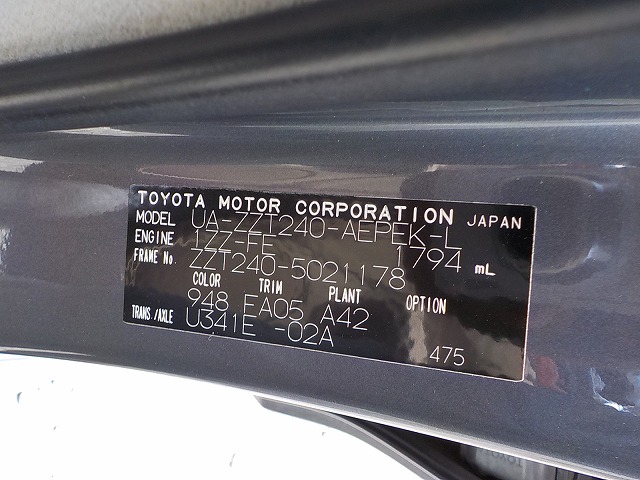 TOYOTA MOTOR CORPORATION JAPAN
MODEL UA-ZZT240-AEPEK-L
ENGINE 1ZZ-FE 1794 mL
FRAME No. ZZT240-5021178
COLOR TRIM PLANT OPTION
948 FA05 A42
TRANS./AXLE U341E -02A
475